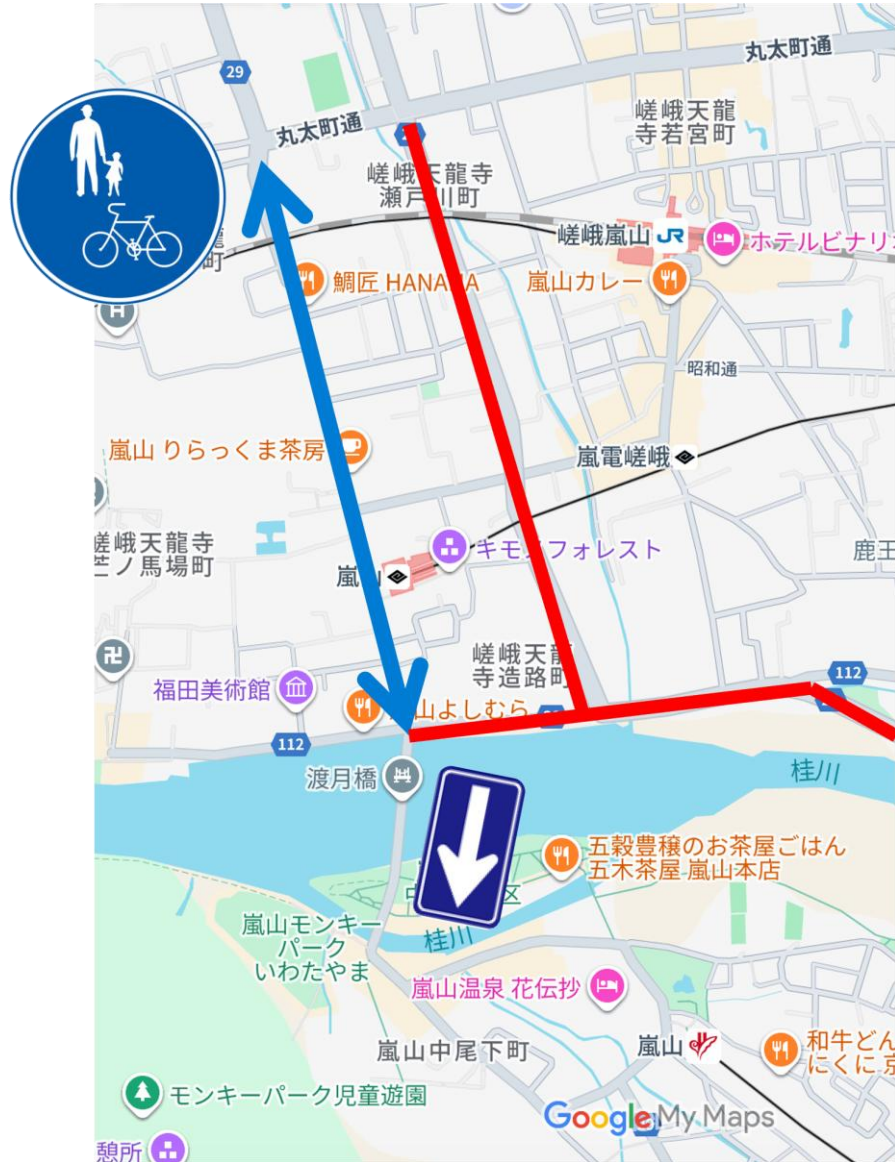 丸太町通
29
嵯峨天龍
寺若宮町
丸太町通
嵯峨天龍寺
瀬戸川町
嵯峨嵐山
JR
ホテルビナリオ
町
鯛匠 HANANA
嵐山カレー
昭和通
嵐山 りらっくま茶房
嵐電嵯峨
嵯峨天龍寺
芒ノ馬場町
キモノフォレスト
嵐山
嵯峨天龍
寺造路町
112
福田美術館
嵐山よしむら
112
渡月橋
桂川
五穀豊穣のお茶屋ごはん
五木茶屋 嵐山本店
区
嵐山モンキー
パーク
いわたやま
桂川
嵐山温泉 花伝抄
嵐山中尾下町
嵐山
和牛どん
にくに
モンキーパーク児童遊園
Google My Maps
憩所